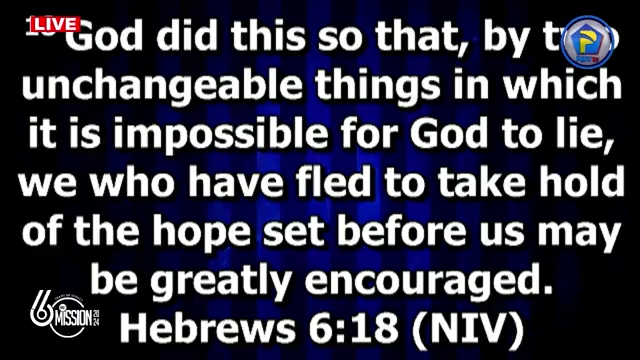 LIVE
18 God did this so that, by two
unchangeable things in which
it is impossible for God to lie,
we who have fled to take hold
of the hope set before us may
be greatly encouraged.
Hebrews 6:18 (NIV)
6
MISSION
2024